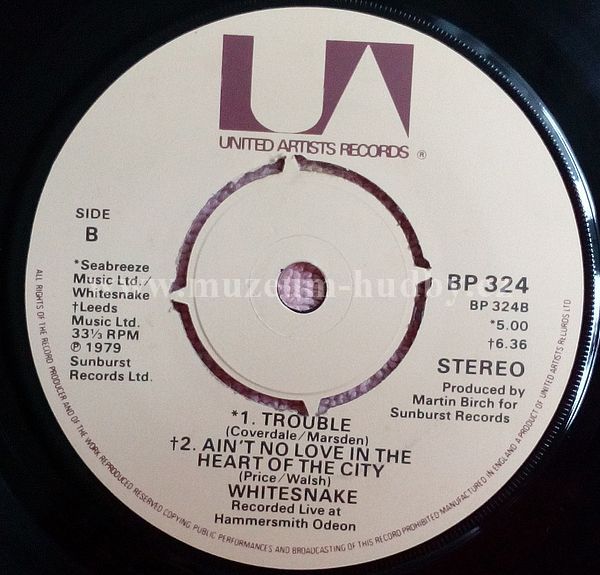 UA
UNITED ARTISTS RECORDS ®
SIDE
B
*Seabreeze
Music Ltd.
Whitesnake
†Leeds
Music Ltd.
33⅓ RPM
℗ 1979
Sunburst
Records Ltd.
BP 324
BP 324B
*5.00
†6.36
STEREO
Produced by
Martin Birch for
Sunburst Records
*1. TROUBLE
(Coverdale/Marsden)
†2. AIN'T NO LOVE IN THE
HEART OF THE CITY
(Price/Walsh)
WHITESNAKE
Recorded Live at
Hammersmith Odeon
ALL RIGHTS OF THE RECORD PRODUCER AND OF THE WORK REPRODUCED RESERVED COPYING PUBLIC PERFORMANCES AND BROADCASTING OF THIS RECORD PROHIBITED MANUFACTURED IN ENGLAND A PRODUCT OF UNITED ARTISTS RECORDS LTD